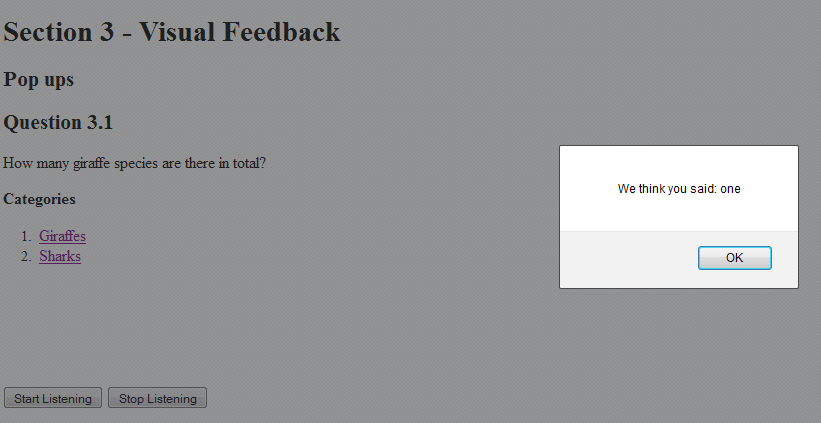 Section 3 - Visual Feedback
Pop ups
Question 3.1
How many giraffe species are there in total?
Categories
1. Giraffes
2. Sharks
We think you said: one
OK
Start Listening Stop Listening